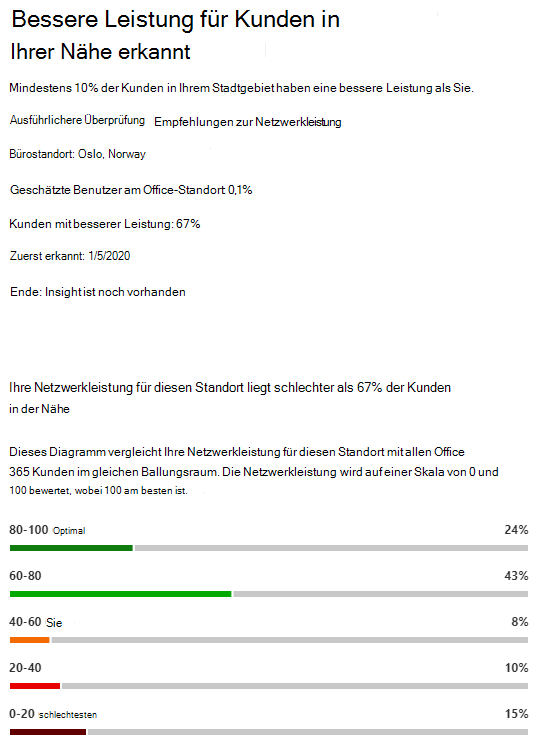 Bessere Leistung für Kunden in
Ihrer Nähe erkannt
Mindestens 10% der Kunden in Ihrem Stadtgebiet haben eine bessere Leistung als Sie.
Ausführlichere Überprüfung Empfehlungen zur Netzwerkleistung
Bürostandort: Oslo, Norway
Geschätzte Benutzer am Office-Standort 0,1%
Kunden mit besserer Leistung: 67%
Zuerst erkannt: 1/5/2020
Ende: Insight ist noch vorhanden
Ihre Netzwerkleistung für diesen Standort liegt schlechter als 67% der Kunden
in der Nähe
Dieses Diagramm vergleicht Ihre Netzwerkleistung für diesen Standort mit allen Office
365 Kunden im gleichen Ballungsraum. Die Netzwerkleistung wird auf einer Skala von 0 und
100 bewertet, wobei 100 am besten ist.
80-100 Optimal 24%
60-80 43%
40-60 Sie 8%
20-40 10%
0-20 schlechtesten 15%